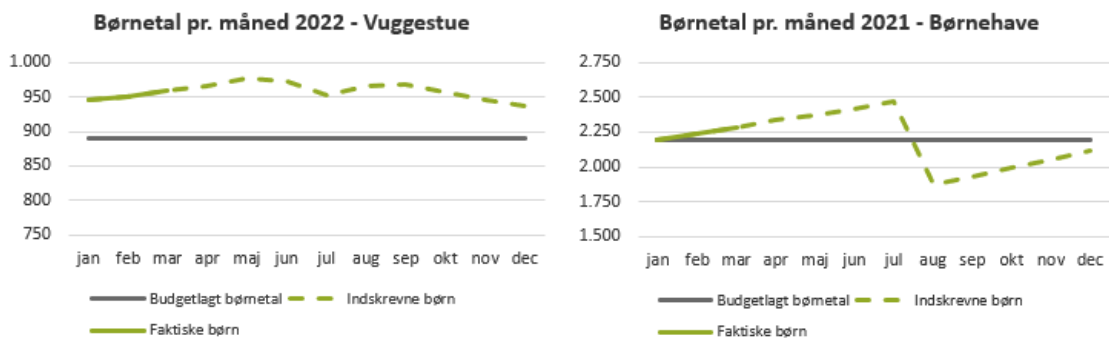 Børnetal pr. måned 2022 - Vuggestue
1.000
950
900
850
800
750
jan feb mar apr maj jun jul aug sep okt nov dec
Budgetlagt børnetal
Indskrevne børn
Faktiske børn
Børnetal pr. måned 2021 - Børnehave
2.750
2.500
2.250
2.000
1.750
1.500
jan feb mar apr maj jun jul aug sep okt nov dec
Budgetlagt børnetal
Indskrevne børn
Faktiske børn